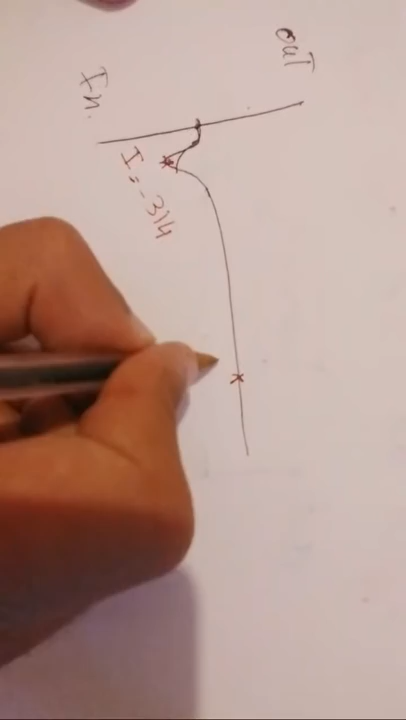 OUT
In.
I = -314